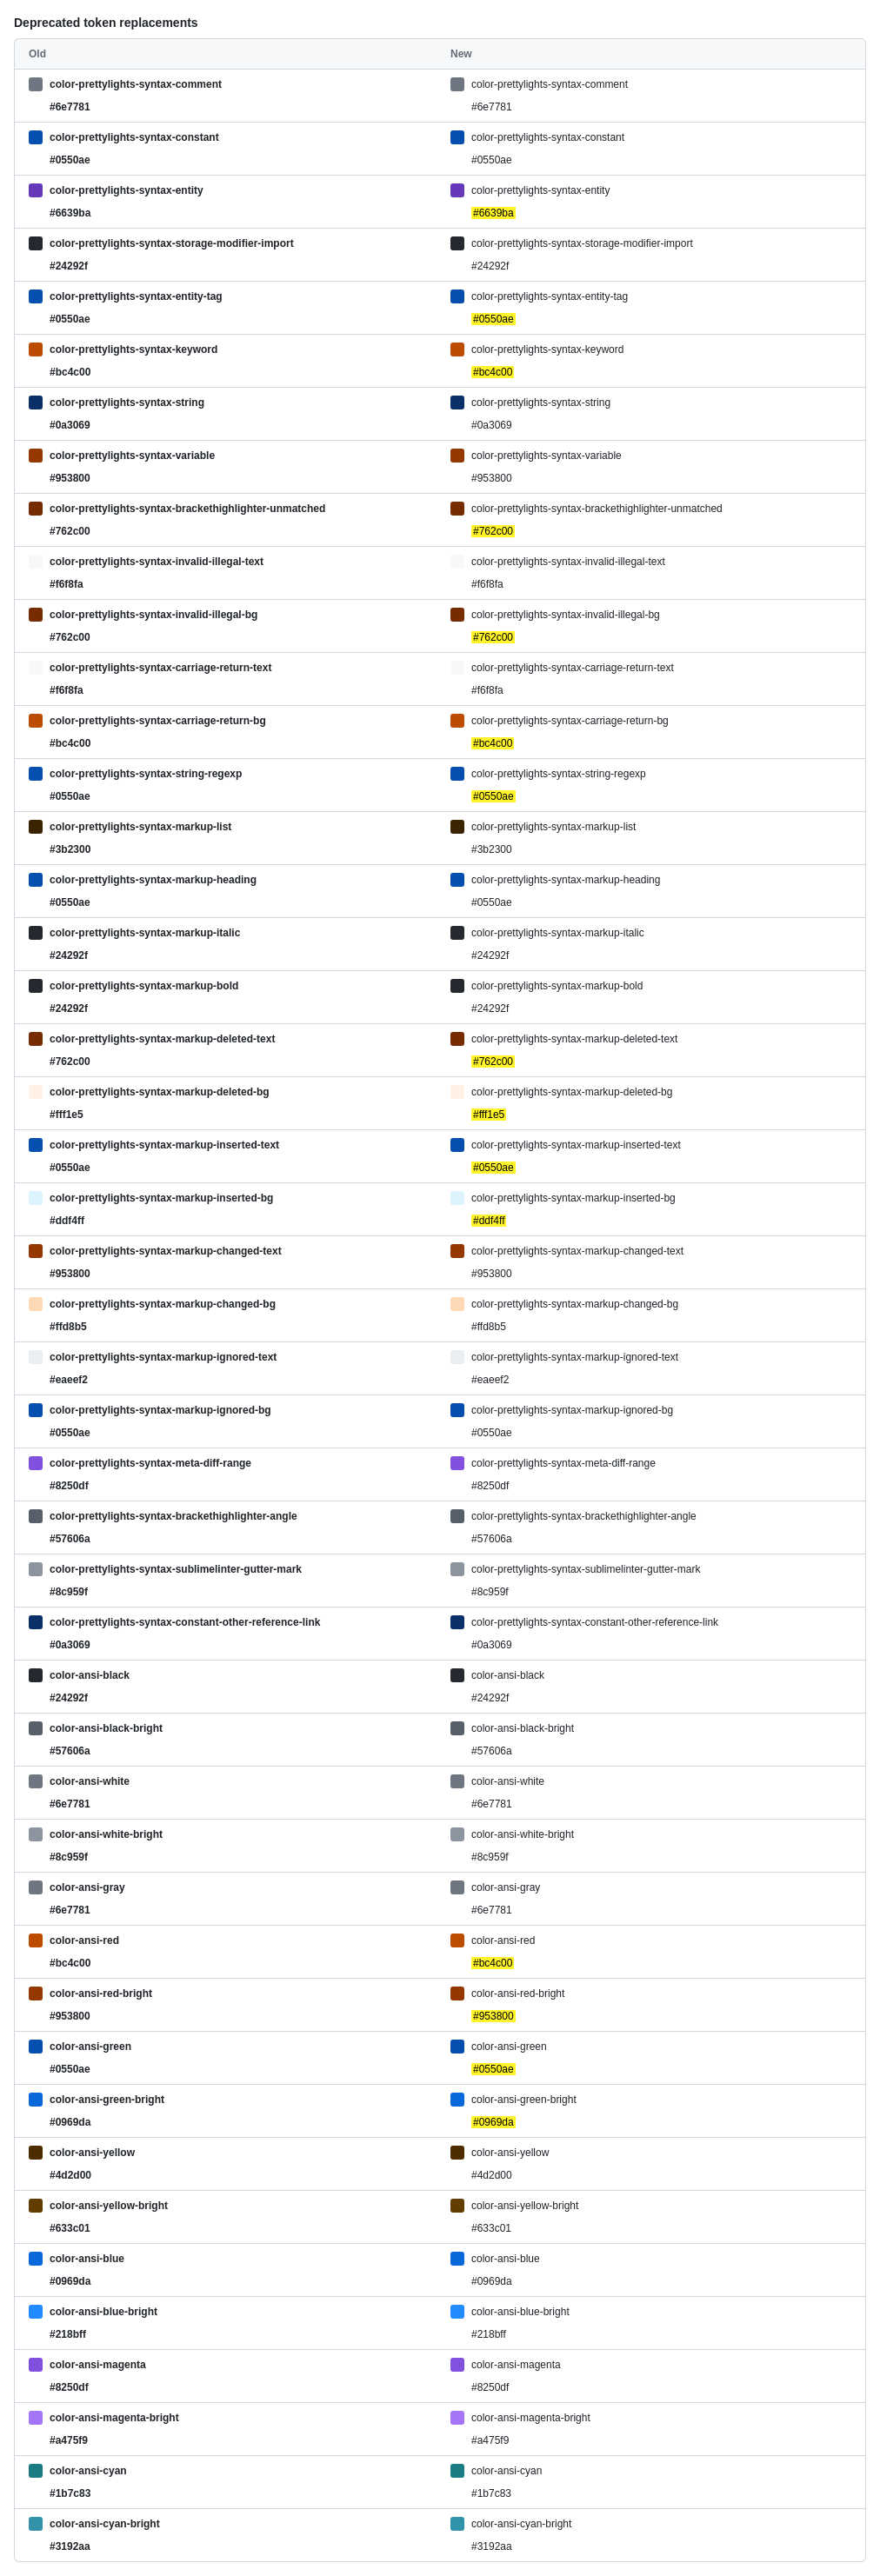 Deprecated token replacements
Old New
color-prettylights-syntax-comment color-prettylights-syntax-comment
#6e7781 #6e7781
color-prettylights-syntax-constant color-prettylights-syntax-constant
#0550ae #0550ae
color-prettylights-syntax-entity color-prettylights-syntax-entity
#6639ba #6639ba
color-prettylights-syntax-storage-modifier-import color-prettylights-syntax-storage-modifier-import
#24292f #24292f
color-prettylights-syntax-entity-tag color-prettylights-syntax-entity-tag
#0550ae #0550ae
color-prettylights-syntax-keyword color-prettylights-syntax-keyword
#bc4c00 #bc4c00
color-prettylights-syntax-string color-prettylights-syntax-string
#0a3069 #0a3069
color-prettylights-syntax-variable color-prettylights-syntax-variable
#953800 #953800
color-prettylights-syntax-brackethighlighter-unmatched color-prettylights-syntax-brackethighlighter-unmatched
#762c00 #762c00
color-prettylights-syntax-invalid-illegal-text color-prettylights-syntax-invalid-illegal-text
#f6f8fa #f6f8fa
color-prettylights-syntax-invalid-illegal-bg color-prettylights-syntax-invalid-illegal-bg
#762c00 #762c00
color-prettylights-syntax-carriage-return-text color-prettylights-syntax-carriage-return-text
#f6f8fa #f6f8fa
color-prettylights-syntax-carriage-return-bg color-prettylights-syntax-carriage-return-bg
#bc4c00 #bc4c00
color-prettylights-syntax-string-regexp color-prettylights-syntax-string-regexp
#0550ae #0550ae
color-prettylights-syntax-markup-list color-prettylights-syntax-markup-list
#3b2300 #3b2300
color-prettylights-syntax-markup-heading color-prettylights-syntax-markup-heading
#0550ae #0550ae
color-prettylights-syntax-markup-italic color-prettylights-syntax-markup-italic
#24292f #24292f
color-prettylights-syntax-markup-bold color-prettylights-syntax-markup-bold
#24292f #24292f
color-prettylights-syntax-markup-deleted-text color-prettylights-syntax-markup-deleted-text
#762c00 #762c00
color-prettylights-syntax-markup-deleted-bg color-prettylights-syntax-markup-deleted-bg
#fff1e5 #fff1e5
color-prettylights-syntax-markup-inserted-text color-prettylights-syntax-markup-inserted-text
#0550ae #0550ae
color-prettylights-syntax-markup-inserted-bg color-prettylights-syntax-markup-inserted-bg
#ddf4ff #ddf4ff
color-prettylights-syntax-markup-changed-text color-prettylights-syntax-markup-changed-text
#953800 #953800
color-prettylights-syntax-markup-changed-bg color-prettylights-syntax-markup-changed-bg
#ffd8b5 #ffd8b5
color-prettylights-syntax-markup-ignored-text color-prettylights-syntax-markup-ignored-text
#eaeef2 #eaeef2
color-prettylights-syntax-markup-ignored-bg color-prettylights-syntax-markup-ignored-bg
#0550ae #0550ae
color-prettylights-syntax-meta-diff-range color-prettylights-syntax-meta-diff-range
#8250df #8250df
color-prettylights-syntax-brackethighlighter-angle color-prettylights-syntax-brackethighlighter-angle
#57606a #57606a
color-prettylights-syntax-sublimelinter-gutter-mark color-prettylights-syntax-sublimelinter-gutter-mark
#8c959f #8c959f
color-prettylights-syntax-constant-other-reference-link color-prettylights-syntax-constant-other-reference-link
#0a3069 #0a3069
color-ansi-black color-ansi-black
#24292f #24292f
color-ansi-black-bright color-ansi-black-bright
#57606a #57606a
color-ansi-white color-ansi-white
#6e7781 #6e7781
color-ansi-white-bright color-ansi-white-bright
#8c959f #8c959f
color-ansi-gray color-ansi-gray
#6e7781 #6e7781
color-ansi-red color-ansi-red
#bc4c00 #bc4c00
color-ansi-red-bright color-ansi-red-bright
#953800 #953800
color-ansi-green color-ansi-green
#0550ae #0550ae
color-ansi-green-bright color-ansi-green-bright
#0969da #0969da
color-ansi-yellow color-ansi-yellow
#4d2d00 #4d2d00
color-ansi-yellow-bright color-ansi-yellow-bright
#633c01 #633c01
color-ansi-blue color-ansi-blue
#0969da #0969da
color-ansi-blue-bright color-ansi-blue-bright
#218bff #218bff
color-ansi-magenta color-ansi-magenta
#8250df #8250df
color-ansi-magenta-bright color-ansi-magenta-bright
#a475f9 #a475f9
color-ansi-cyan color-ansi-cyan
#1b7c83 #1b7c83
color-ansi-cyan-bright color-ansi-cyan-bright
#3192aa #3192aa